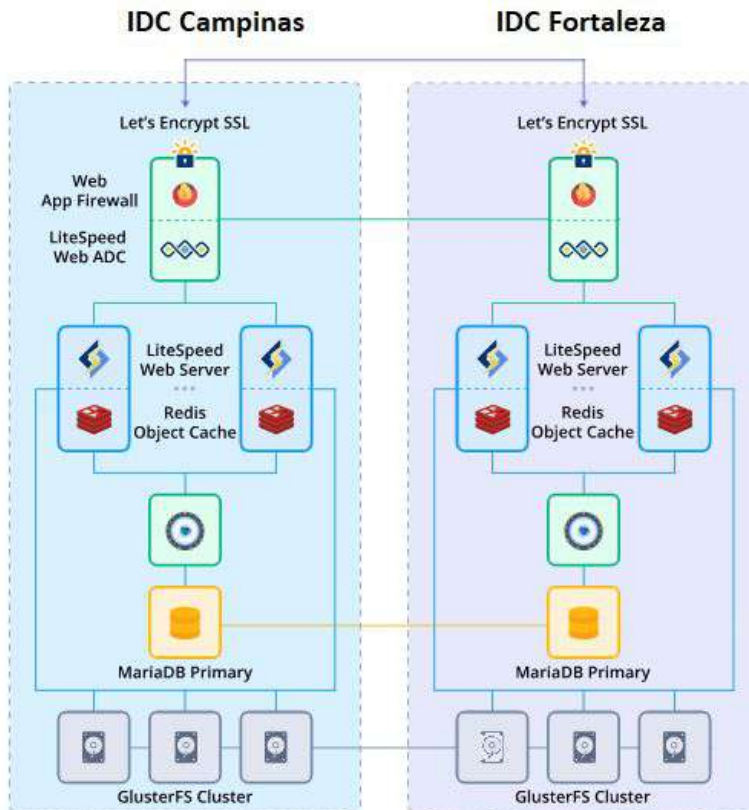 IDC Campinas
IDC Fortaleza
Let's Encrypt SSL
Web
App Firewall
LiteSpeed
Web ADC
LiteSpeed
Web Server
Redis
Object Cache
MariaDB Primary
GlusterFS Cluster
Let's Encrypt SSL
LiteSpeed
Web Server
Redis
Object Cache
MariaDB Primary
GlusterFS Cluster